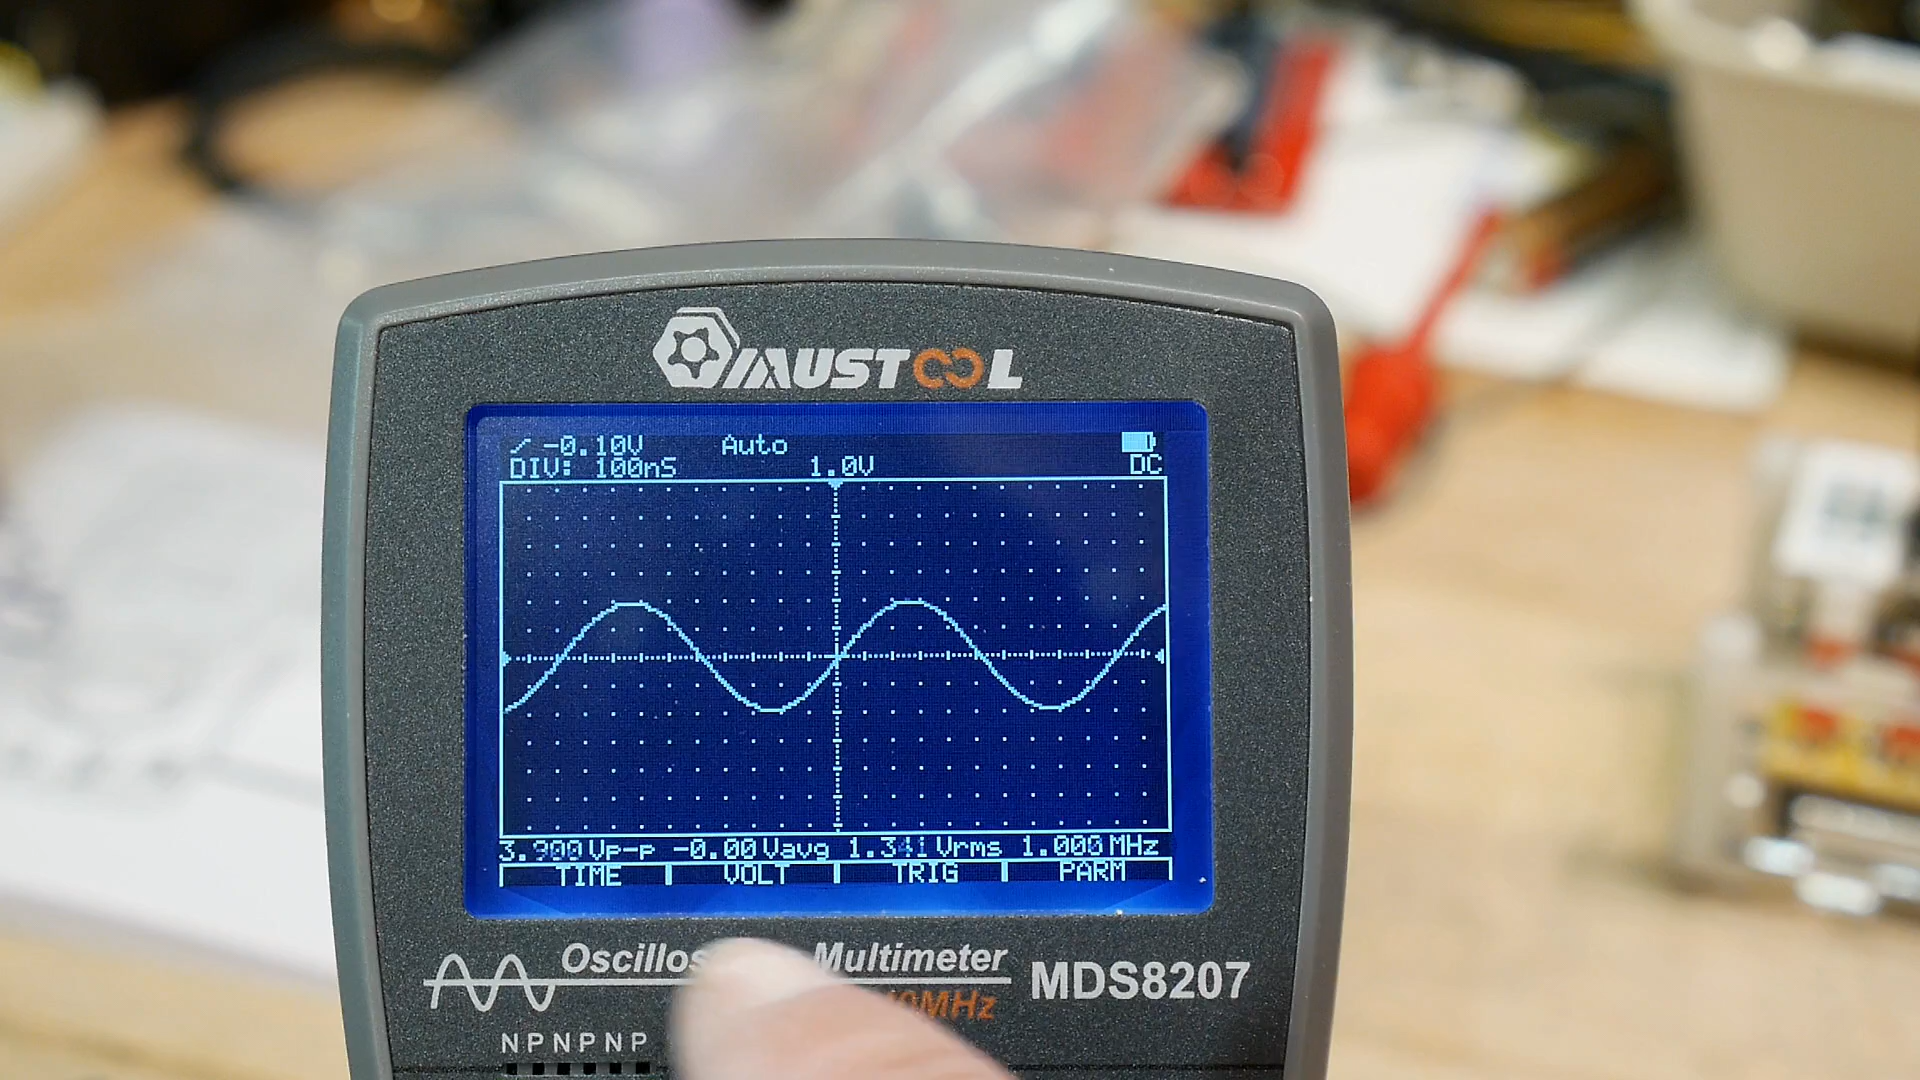 MUSTOOL
-0.10V Auto
DIV: 100nS 1.0V DC
3.900 Vp-p -0.00 Vavg 1.341 Vrms 1.000 MHz
TIME VOLT TRIG PARM
Multimeter
MDS8207
NPNPNP